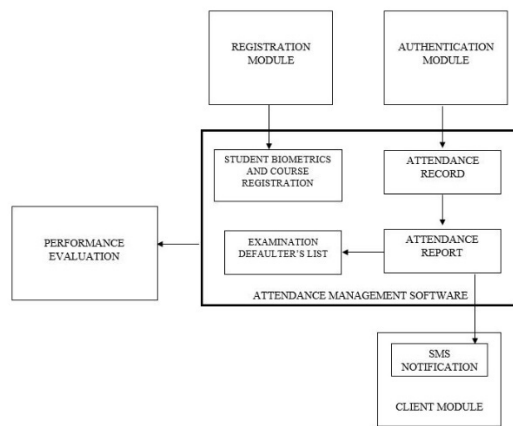 REGISTRATION
MODULE
AUTHENTICATION
MODULE
STUDENT BIOMETRICS
AND COURSE
REGISTRATION
ATTENDANCE
RECORD
PERFORMANCE
EVALUATION
EXAMINATION
DEFAULTER'S LIST
ATTENDANCE
REPORT
ATTENDANCE MANAGEMENT SOFTWARE
SMS
NOTIFICATION
CLIENT MODULE